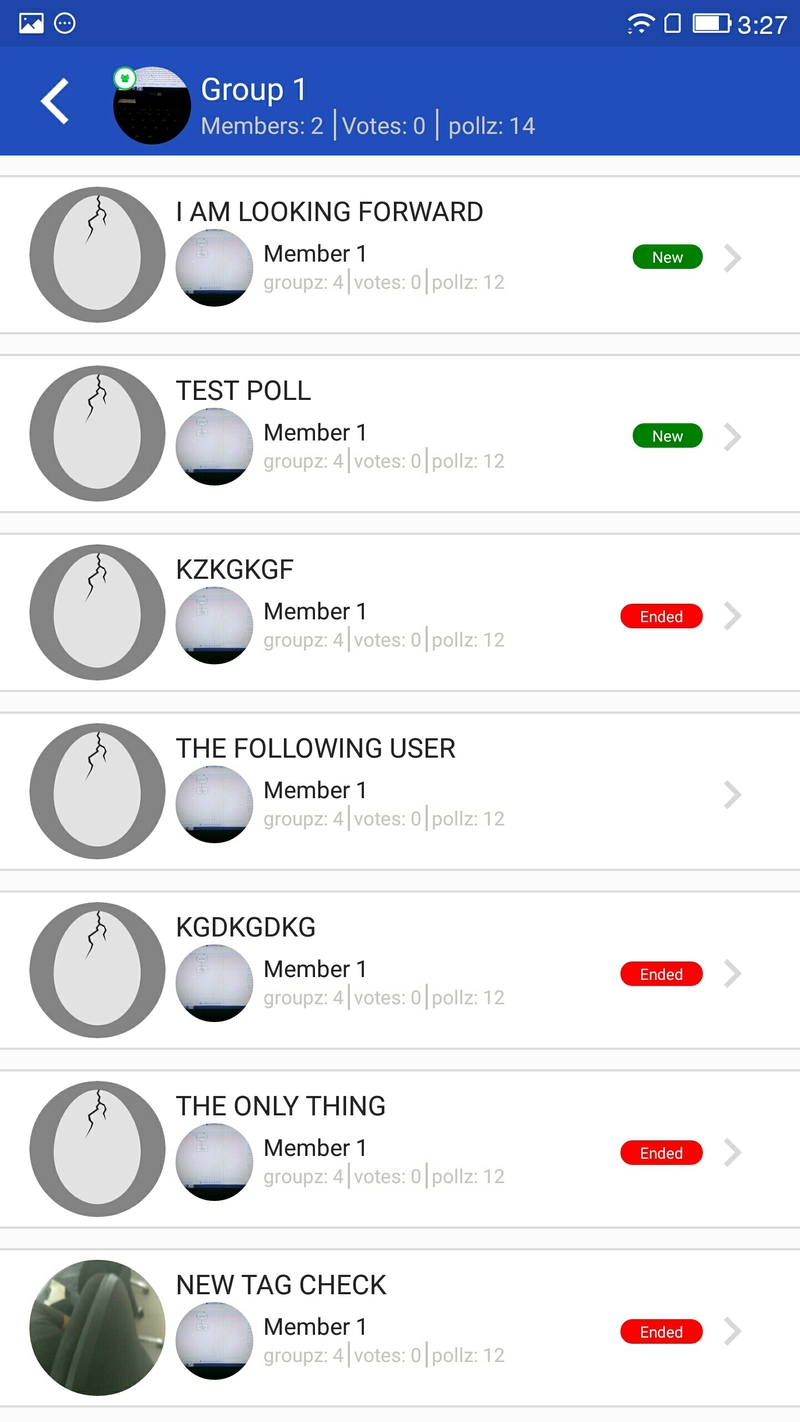 3:27
Group 1
Members: 2 | Votes: 0 | pollz: 14
I AM LOOKING FORWARD
Member 1
New
groupz: 4|votes: 0|pollz: 12
TEST POLL
Member 1
New
groupz: 4|votes: 0|pollz: 12
KZKGKGF
Member 1
Ended
groupz: 4|votes: 0|pollz: 12
THE FOLLOWING USER
Member 1
groupz: 4|votes: 0|pollz: 12
KGDKGDKG
Member 1
Ended
groupz: 4|votes: 0|pollz: 12
THE ONLY THING
Member 1
Ended
groupz: 4|votes: 0|pollz: 12
NEW TAG CHECK
Member 1
Ended
groupz: 4|votes: 0|pollz: 12